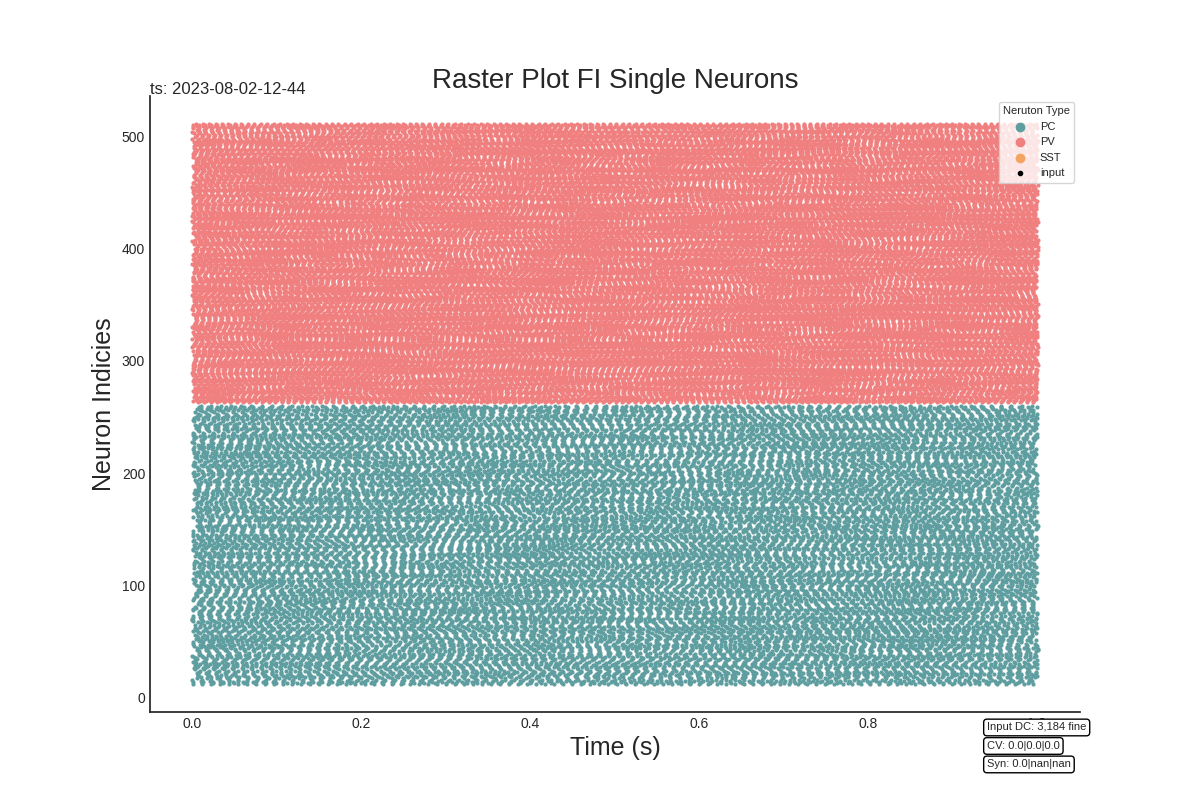 Raster Plot FI Single Neurons
ts: 2023-08-02-12-44
Neruton Type
PC
PV
SST
input
Neuron Indicies
500
400
300
200
100
0
0.0 0.2 0.4 0.6 0.8
Time (s)
Input DC: 3,184 fine
CV: 0.0|0.0|0.0
Syn: 0.0|nan|nan